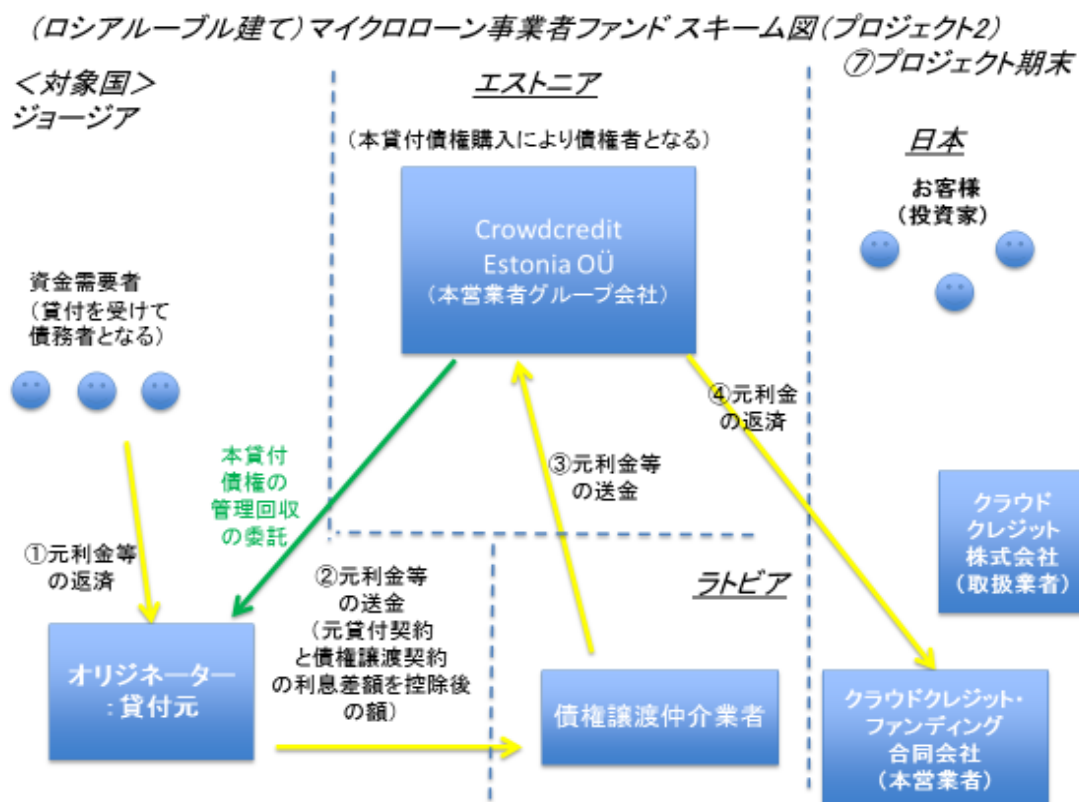 (ロシアルーブル建て)マイクロローン事業者ファンド スキーム図(プロジェクト2)
⑦プロジェクト期末
<対象国>
ジョージア
エストニア
(本貸付債権購入により債権者となる)
日本
お客様
(投資家)
Crowdcredit
Estonia OÜ
(本営業者グループ会社)
資金需要者
(貸付を受けて
債務者となる)
④元利金
の返済
本貸付
債権の
管理回収
の委託
③元利金等
の送金
クラウド
クレジット
株式会社
(取扱業者)
①元利金等
の返済
②元利金等
の送金
(元貸付契約
と債権譲渡契約
の利息差額を控除後
の額)
ラトビア
オリジネーター
:貸付元
債権譲渡仲介業者
クラウドクレジット・
ファンディング
合同会社
(本営業者)